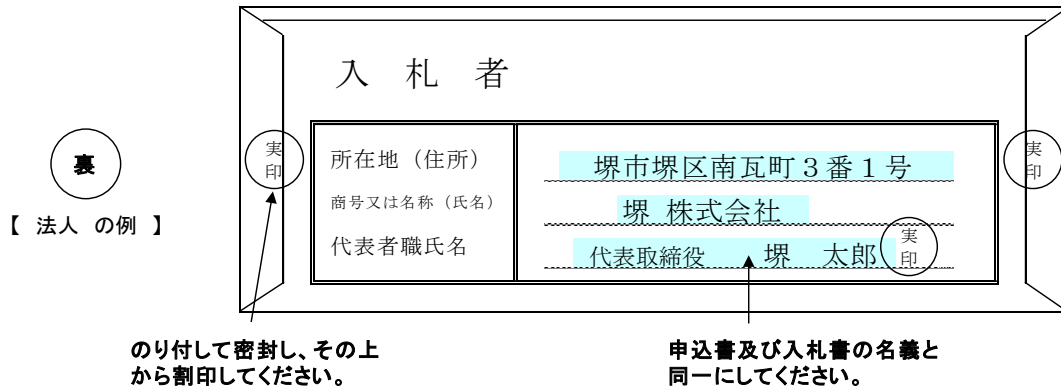 入 札 者
実印
所在地（住所）
堺市堺区南瓦町３番１号
実印
裏
商号又は名称（氏名）
堺 株式会社
【 法人 の例 】
代表者職氏名
代表取締役　堺　太郎
実印
のり付して密封し、その上
から割印してください。
申込書及び入札書の名義と
同一にしてください。